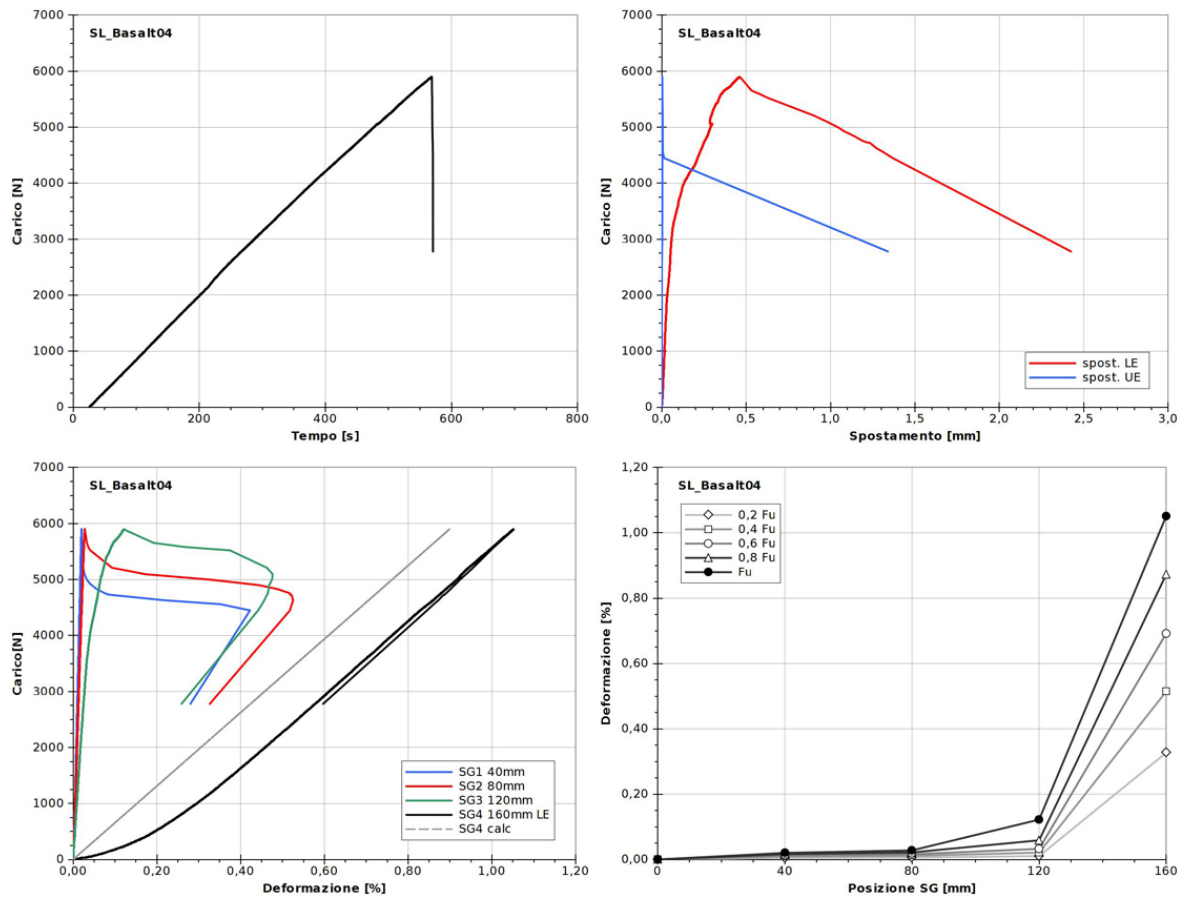 7000
6000
5000
4000
3000
2000
1000
0
SL_Basalt04
Carico [N]
0 200 400 600 800
Tempo [s]
7000
6000
5000
4000
3000
2000
1000
0
SL_Basalt04
Carico [N]
spost. LE
spost. UE
0,0 0,5 1,0 1,5 2,0 2,5 3,0
Spostamento [mm]
7000
6000
5000
4000
3000
2000
1000
0
SL_Basalt04
Carico[N]
SG1 40mm
SG2 80mm
SG3 120mm
SG4 160mm LE
SG4 calc
0,00 0,20 0,40 0,60 0,80 1,00 1,20
Deformazione [%]
1,20
1,00
0,80
0,60
0,40
0,20
0,00
SL_Basalt04
0,2 Fu
0,4 Fu
0,6 Fu
0,8 Fu
Fu
Deformazione [%]
0 40 80 120 160
Posizione SG [mm]